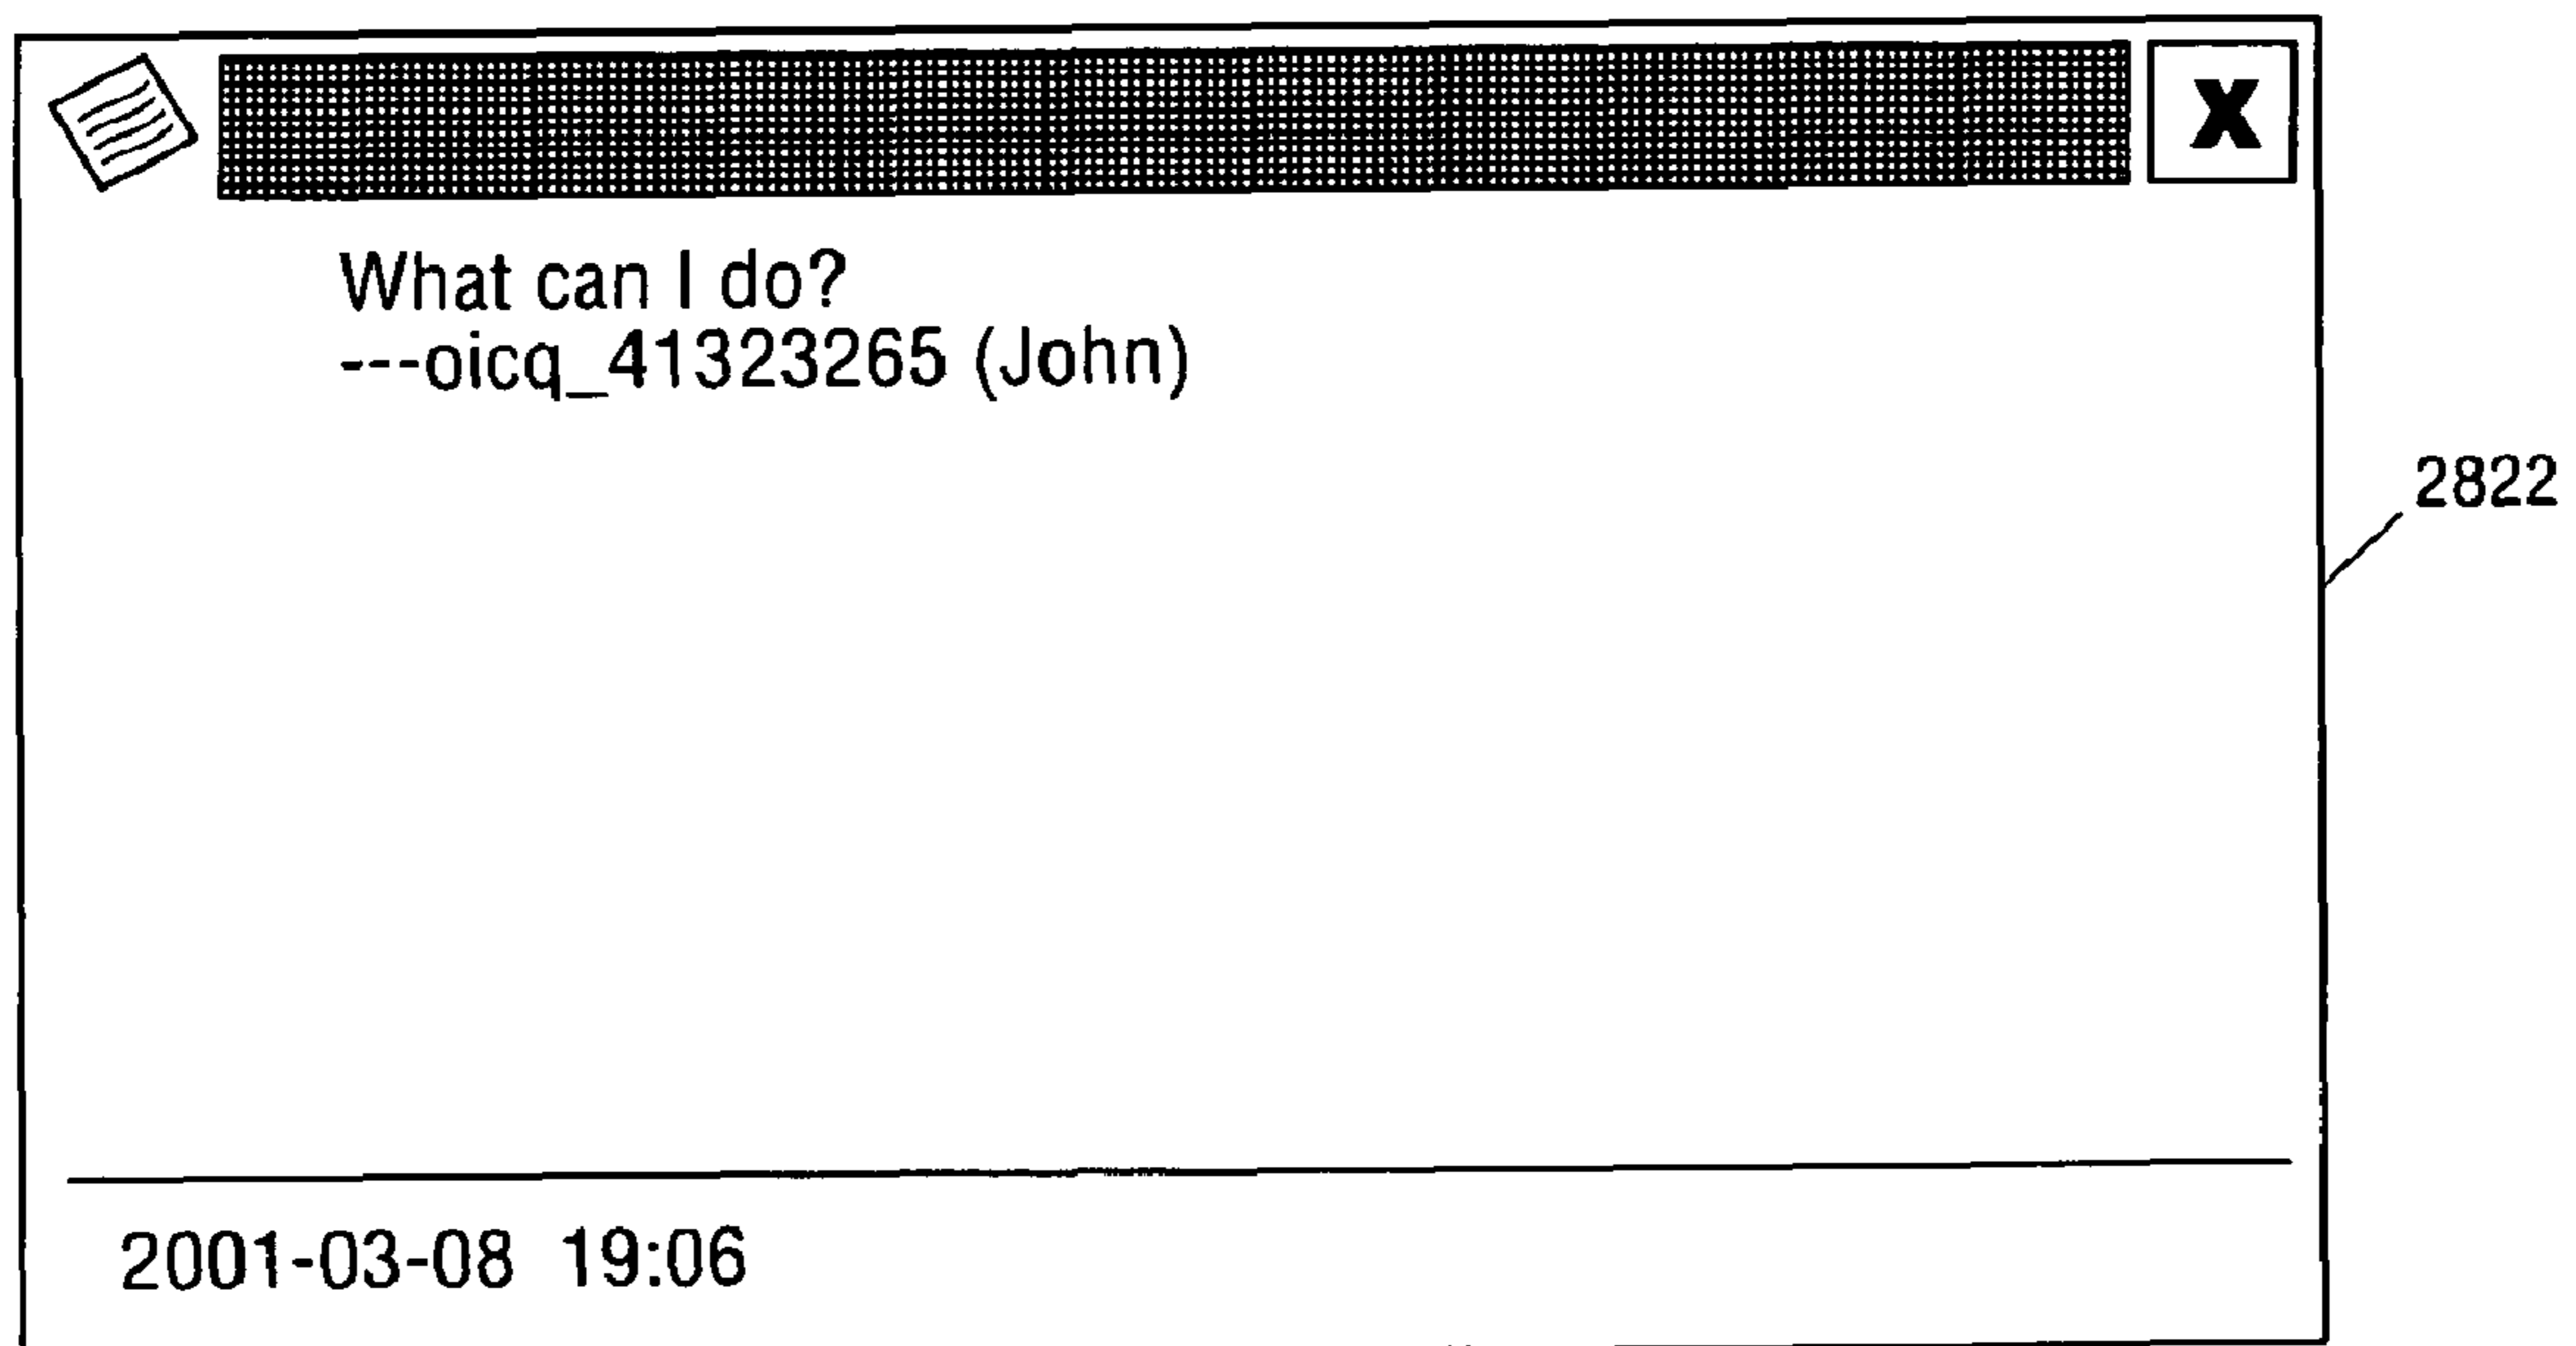 X
What can I do?
---oicq_41323265 (John)
2822
2001-03-08 19:06